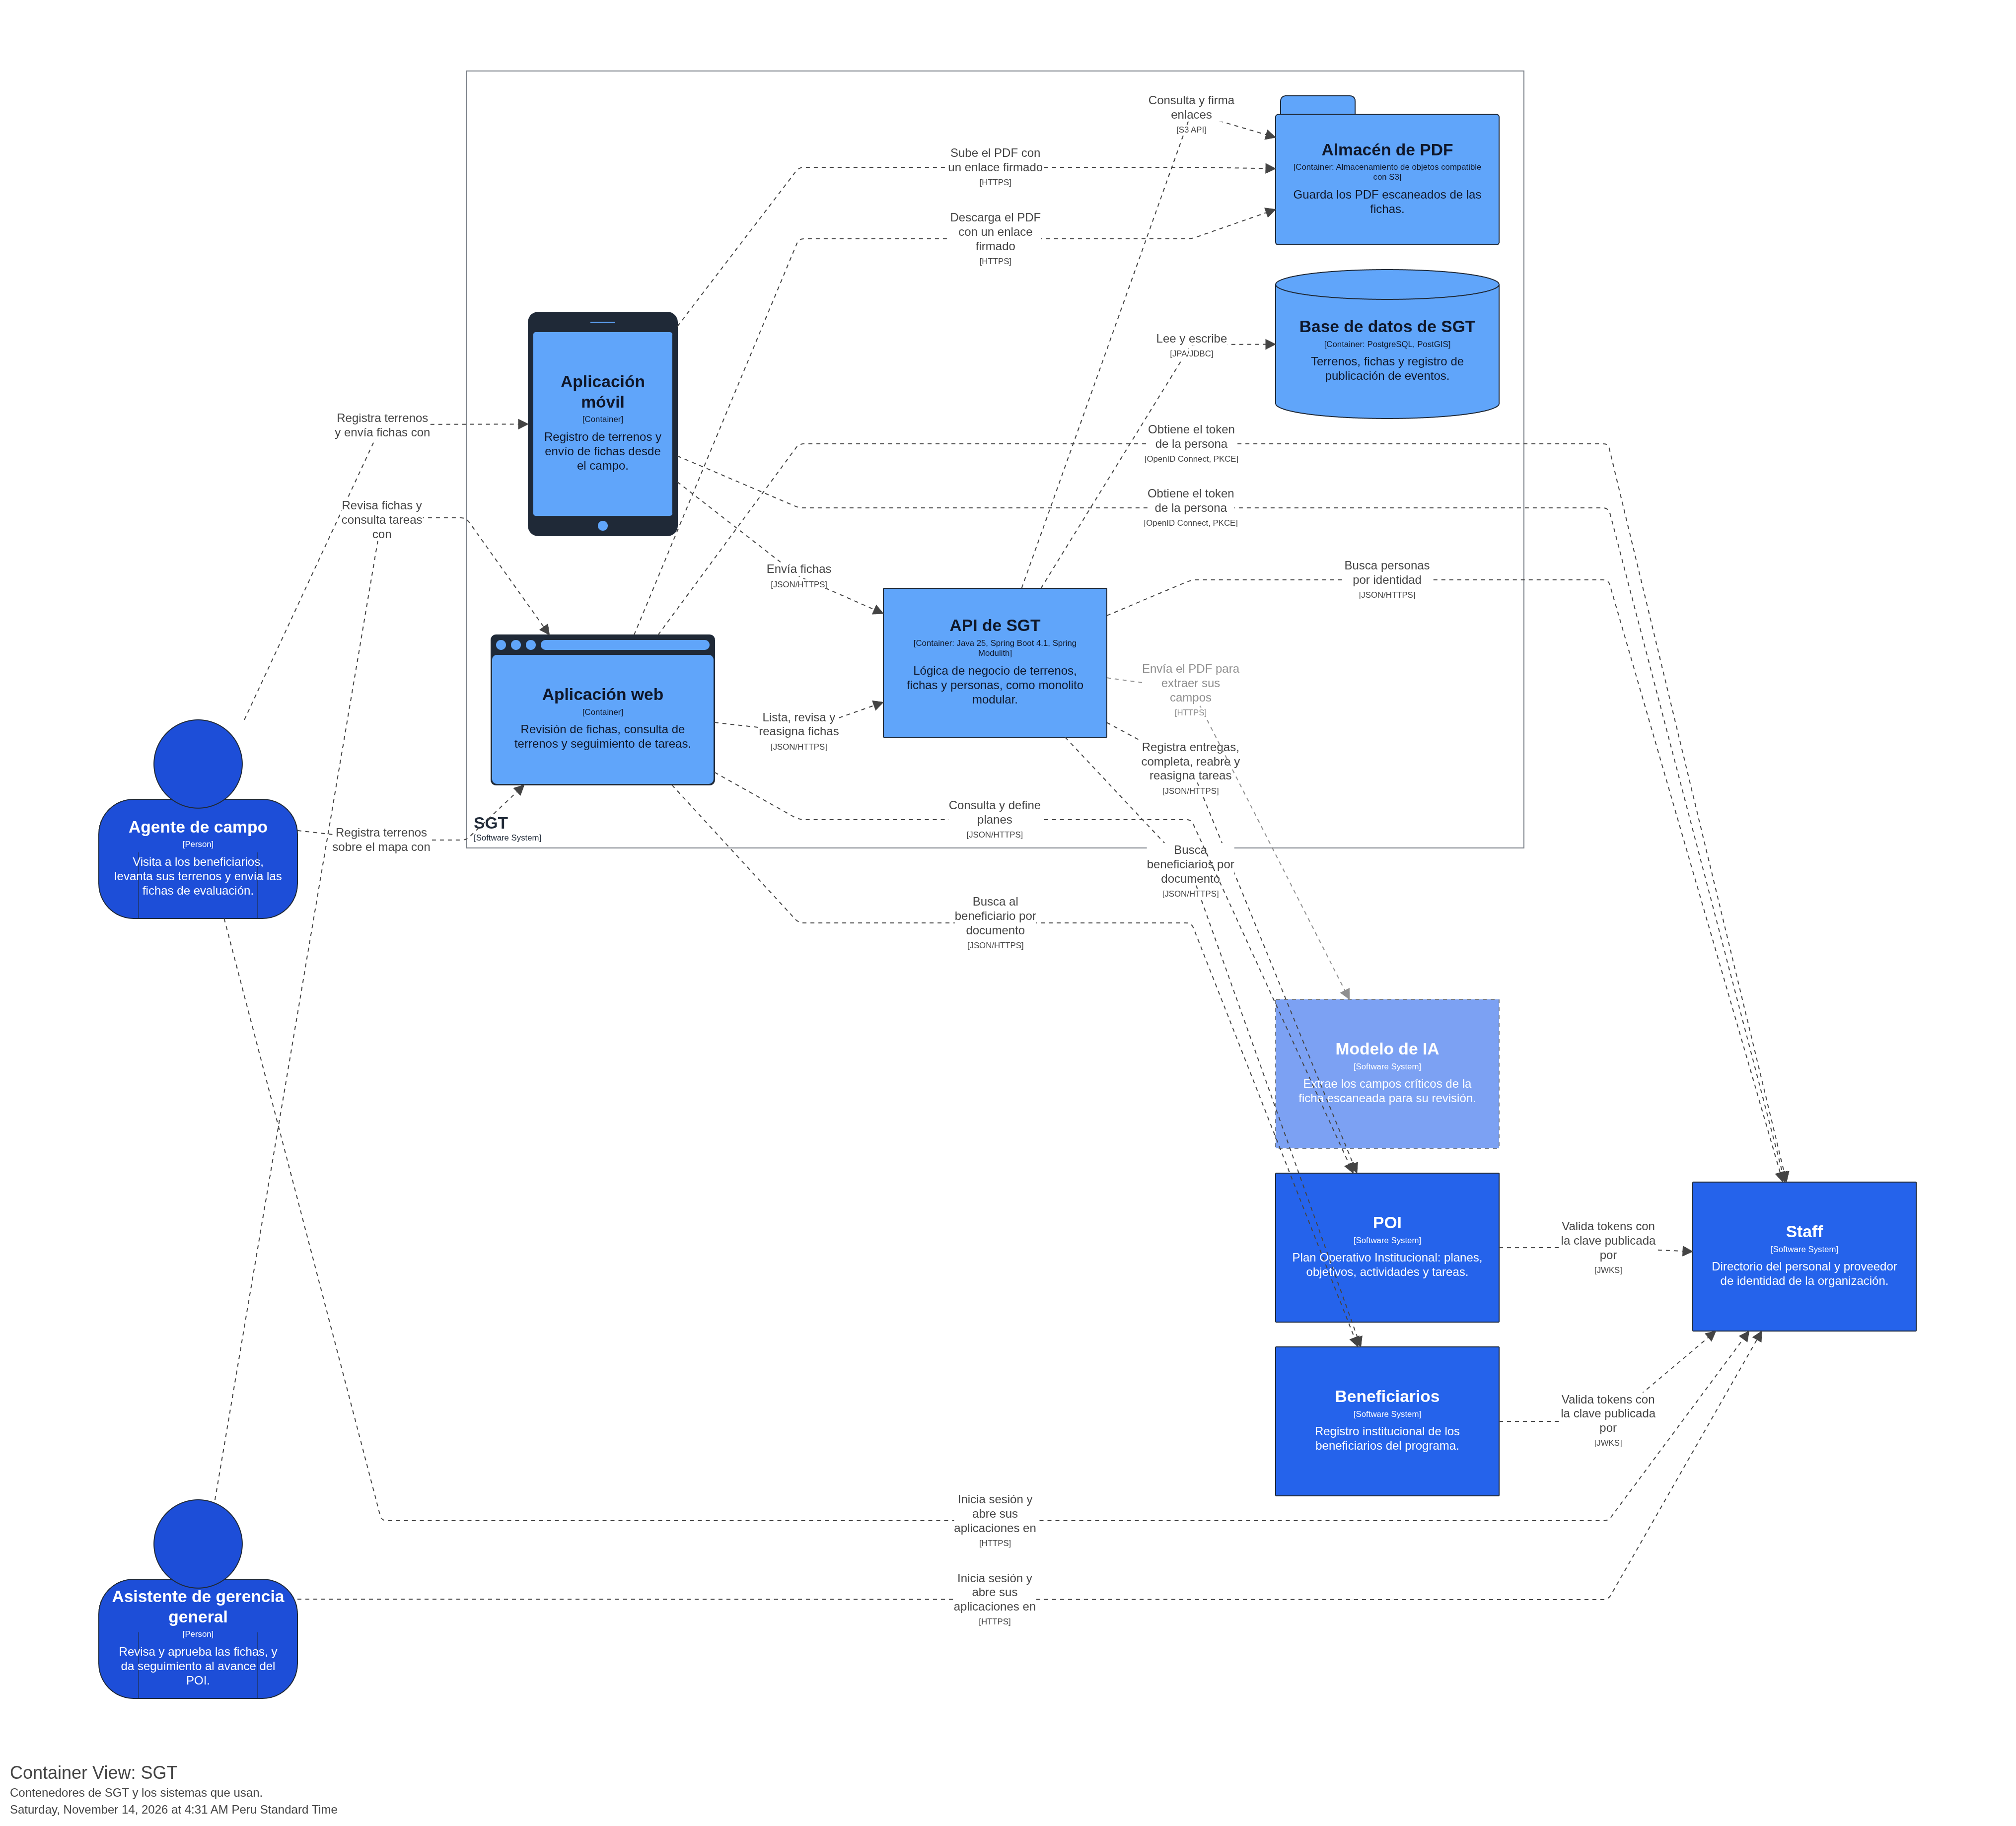 Consulta y firma
enlaces
[S3 API]
Almacén de PDF
[Container: Almacenamiento de objetos compatible
con S3]
Guarda los PDF escaneados de las
fichas.
Sube el PDF con
un enlace firmado
[HTTPS]
Descarga el PDF
con un enlace
firmado
[HTTPS]
Base de datos de SGT
[Container: PostgreSQL, PostGIS]
Terrenos, fichas y registro de
publicación de eventos.
Lee y escribe
[JPA/JDBC]
Aplicación
móvil
[Container]
Registro de terrenos y
envío de fichas desde
el campo.
Registra terrenos
y envía fichas con
Revisa fichas y
consulta tareas
con
Obtiene el token
de la persona
[OpenID Connect, PKCE]
Obtiene el token
de la persona
[OpenID Connect, PKCE]
Busca personas
por identidad
[JSON/HTTPS]
Envía fichas
[JSON/HTTPS]
API de SGT
[Container: Java 25, Spring Boot 4.1, Spring
Modulith]
Lógica de negocio de terrenos,
fichas y personas, como monolito
modular.
Envía el PDF para
extraer sus
campos
[HTTPS]
Aplicación web
[Container]
Revisión de fichas, consulta de
terrenos y seguimiento de tareas.
Lista, revisa y
reasigna fichas
[JSON/HTTPS]
Registra entregas,
completa, reabre y
reasigna tareas
[JSON/HTTPS]
Consulta y define
planes
[JSON/HTTPS]
SGT
[Software System]
Agente de campo
[Person]
Visita a los beneficiarios,
levanta sus terrenos y envía las
fichas de evaluación.
Registra terrenos
sobre el mapa con
Busca
beneficiarios por
documento
[JSON/HTTPS]
Busca al
beneficiario por
documento
[JSON/HTTPS]
Modelo de IA
[Software System]
Extrae los campos críticos de la
ficha escaneada para su revisión.
POI
[Software System]
Plan Operativo Institucional: planes,
objetivos, actividades y tareas.
Valida tokens con
la clave publicada
por
[JWKS]
Staff
[Software System]
Directorio del personal y proveedor
de identidad de la organización.
Beneficiarios
[Software System]
Registro institucional de los
beneficiarios del programa.
Valida tokens con
la clave publicada
por
[JWKS]
Inicia sesión y
abre sus
aplicaciones en
[HTTPS]
Inicia sesión y
abre sus
aplicaciones en
[HTTPS]
Asistente de gerencia
general
[Person]
Revisa y aprueba las fichas, y
da seguimiento al avance del
POI.
Container View: SGT
Contenedores de SGT y los sistemas que usan.
Saturday, November 14, 2026 at 4:31 AM Peru Standard Time